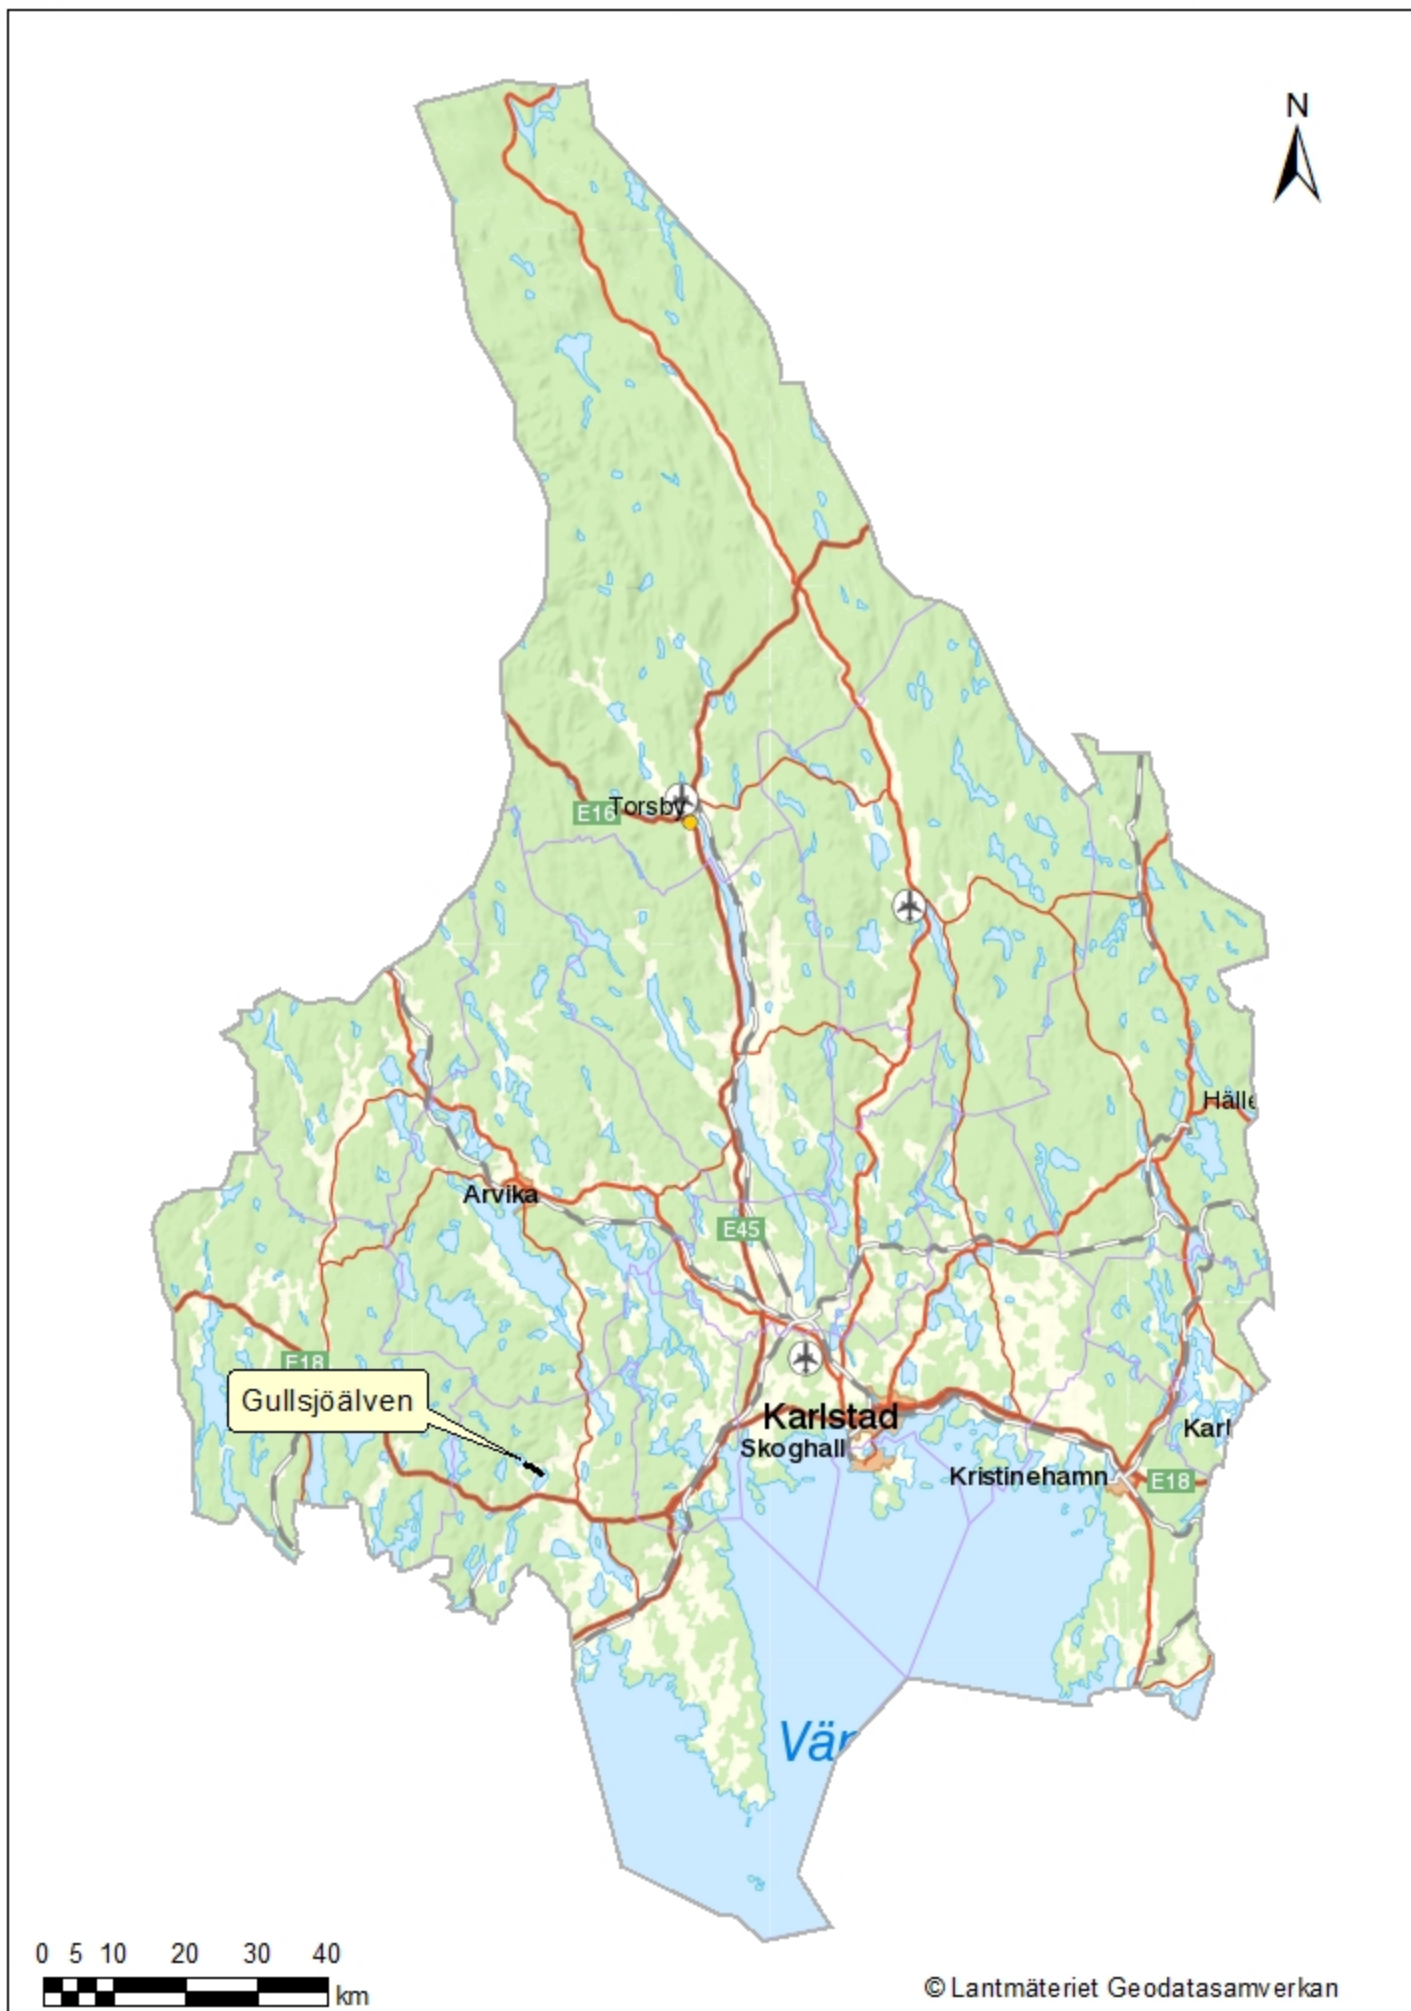 N
E16
Torsby
Hälle
Arvika
E45
E18
Gullsjöälven
Karlstad
Skoghall
Karl
Kristinehamn
E18
Vär
0 5 10 20 30 40
km
© Lantmäteriet Geodatasamverkan